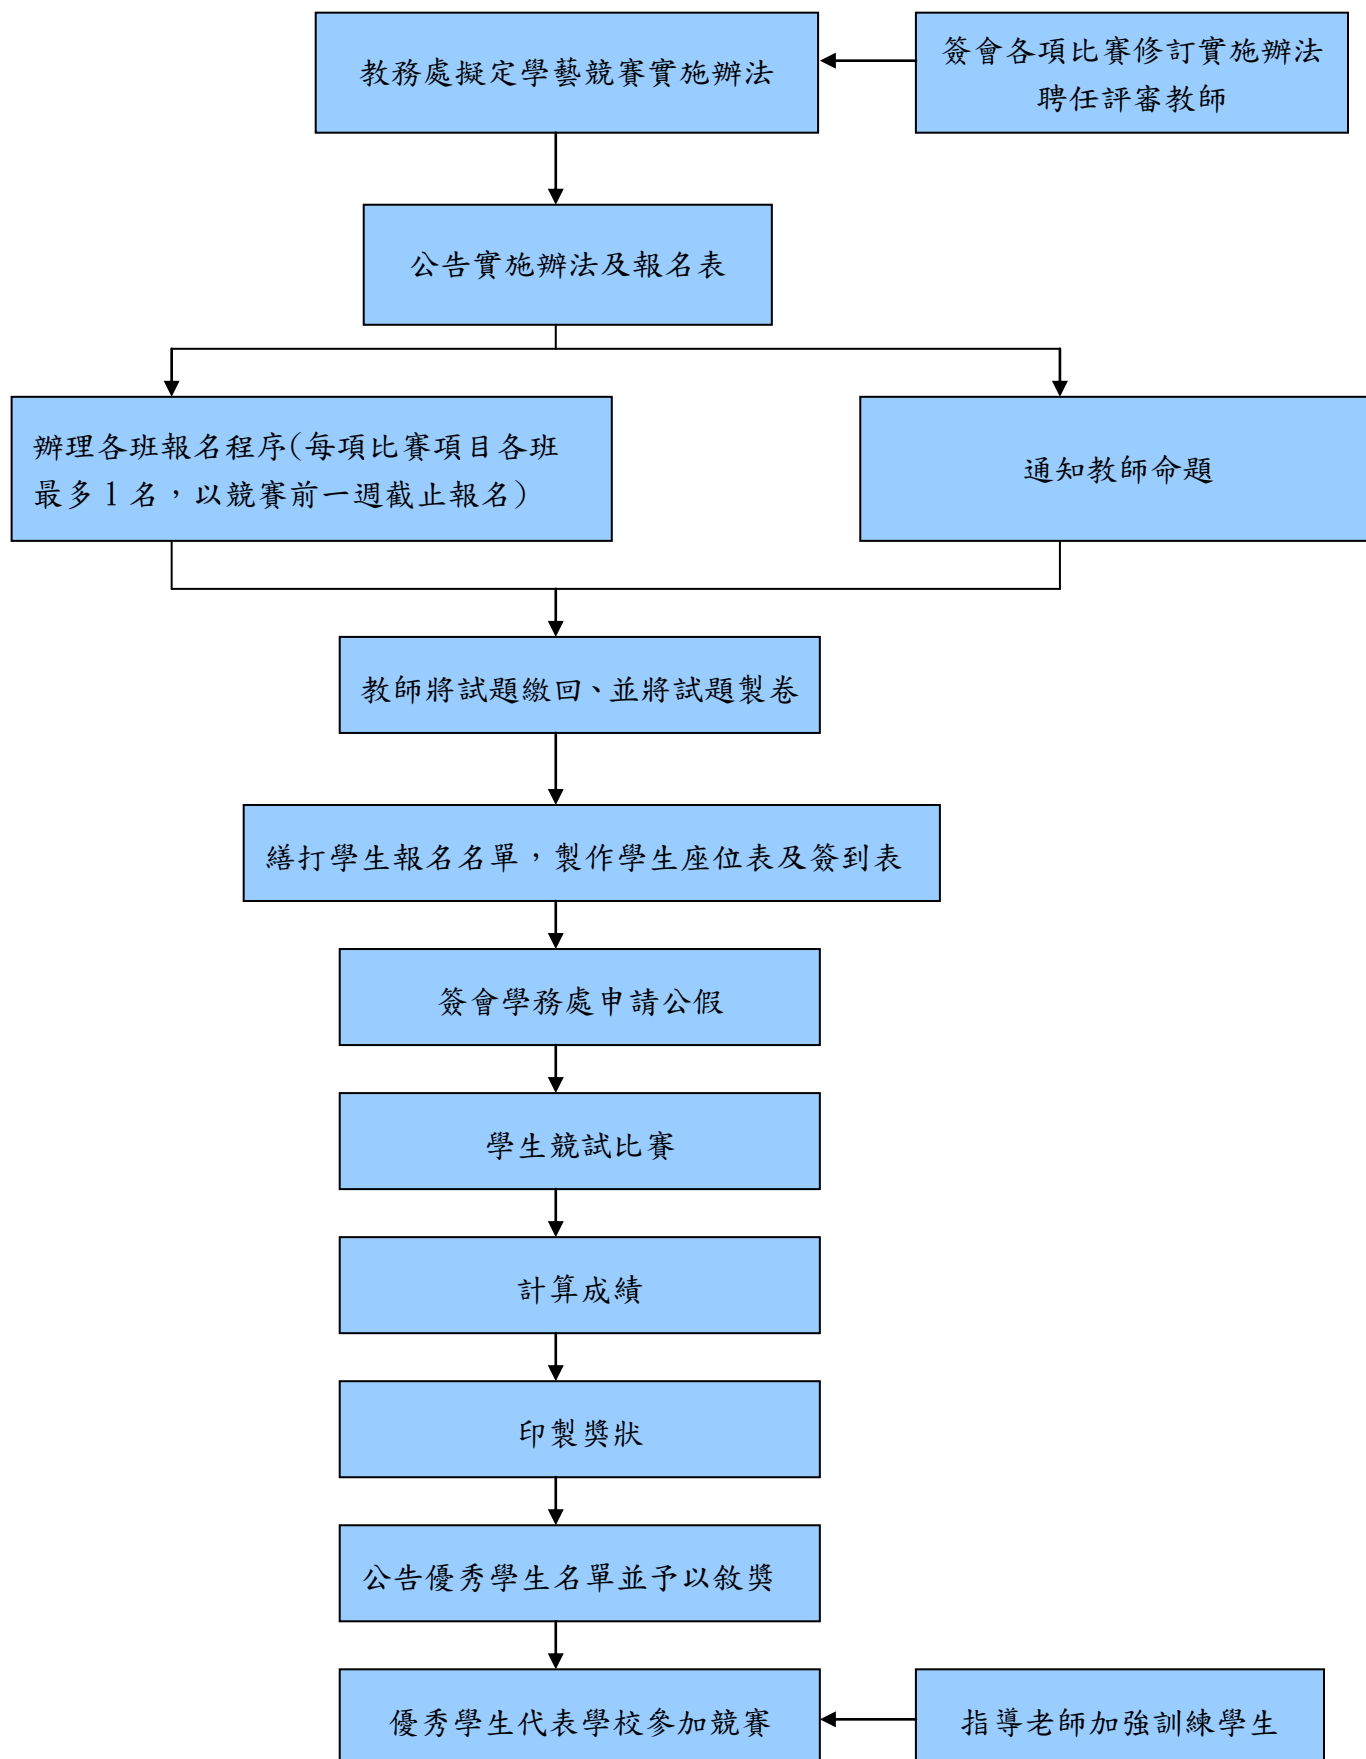 教務處擬定學藝競賽實施辦法
簽會各項比賽修訂實施辦法
聘任評審教師
公告實施辦法及報名表
辦理各班報名程序(每項比賽項目各班
最多1名，以競賽前一週截止報名)
通知教師命題
教師將試題繳回、並將試題製卷
繕打學生報名名單，製作學生座位表及簽到表
簽會學務處申請公假
學生競試比賽
計算成績
印製獎狀
公告優秀學生名單並予以敘獎
優秀學生代表學校參加競賽
指導老師加強訓練學生